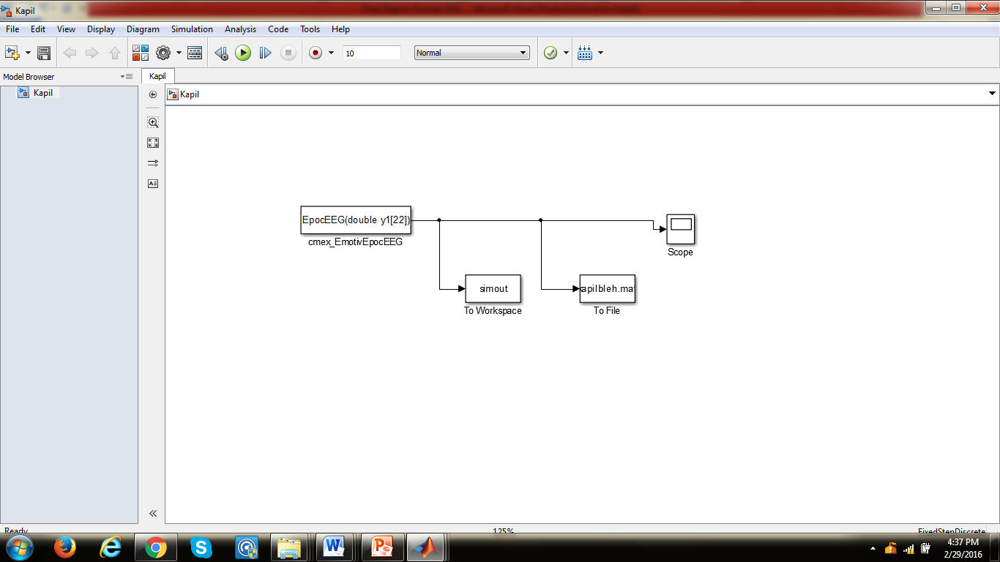 Kapil
File Edit View Display Diagram Simulation Analysis Code Tools Help
10 Normal
Model Browser
Kapil
Kapil
Kapil
EpocEEG(double y1[22])
cmex_EmotivEpocEEG
Scope
simout
apilbleh.ma
To Workspace
To File
Ready 125% FixedStepDiscrete
4:37 PM
2/29/2016